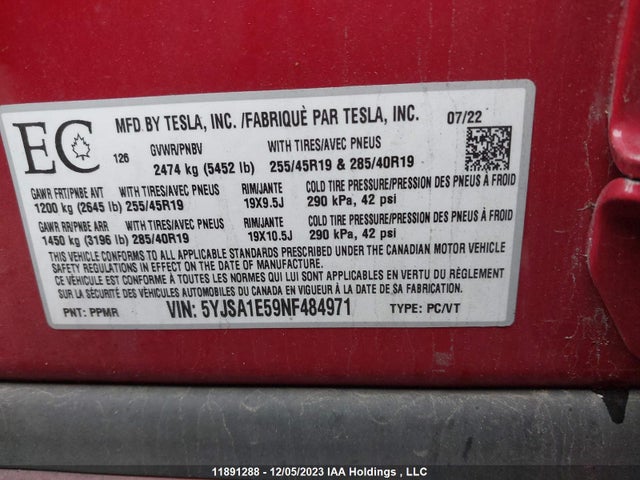 EC
MFD BY TESLA, INC. /FABRIQUÈ PAR TESLA, INC. 07/22
126 GVWR/PNBV WITH TIRES/AVEC PNEUS
2474 kg (5452 lb) 255/45R19 & 285/40R19
GAWR FRT/PNBE AVT WITH TIRES/AVEC PNEUS RIM/JANTE COLD TIRE PRESSURE/PRESSION DES PNEUS À FROID
1200 kg (2645 lb) 255/45R19 19X9.5J 290 kPa, 42 psi
GAWR RR/PNBE ARR WITH TIRES/AVEC PNEUS RIM/JANTE COLD TIRE PRESSURE/PRESSION DES PNEUS À FROID
1450 kg (3196 lb) 285/40R19 19X10.5J 290 kPa, 42 psi
THIS VEHICLE CONFORMS TO ALL APPLICABLE STANDARDS PRESCRIBED UNDER THE CANADIAN MOTOR VEHICLE
SAFETY REGULATIONS IN EFFECT ON THE DATE OF MANUFACTURE.
CE VÉHICULE EST CONFORME À TOUTES LES NORMES QUI LUI SONT APPLICABLES EN VERTU DU RÈGLEMENT
SUR LA SÉCURITÉ DES VÉHICULES AUTOMOBILES DU CANADA EN VIGUEUR À LA DATE DE SA FABRICATION.
PNT: PPMR VIN: 5YJSA1E59NF484971 TYPE: PC/VT
11891288 - 12/05/2023 IAA Holdings , LLC